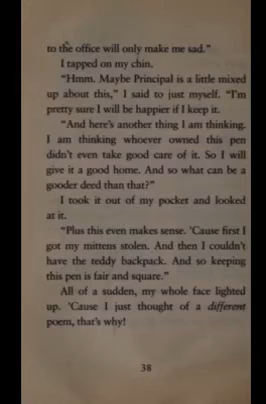 to the office will only make me sad.”
I tapped on my chin.
“Hmm. Maybe Principal is a little mixed
up about this,” I said to just myself. “I’m
pretty sure I will be happier if I keep it.
“And here’s another thing I am thinking.
I am thinking whoever owned this pen
didn’t even take good care of it. So I will
give it a good home. And so what can be a
gooder deed than that?”
I took it out of my pocket and looked
at it.
“Plus this even makes sense. ’Cause first I
got my mittens stolen. And then I couldn’t
have the teddy backpack. And so keeping
this pen is fair and square.”
All of a sudden, my whole face lighted
up. ’Cause I just thought of a different
poem, that’s why!
38